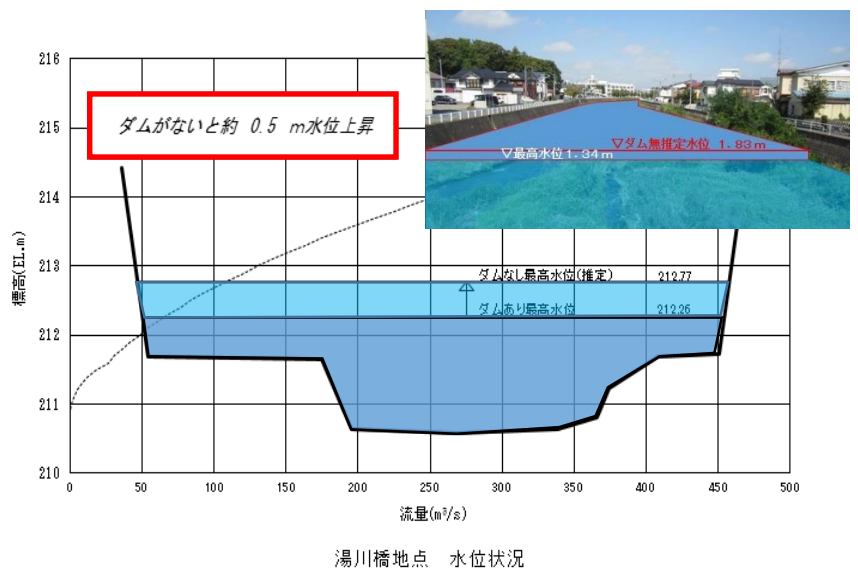 ダムがないと約 0.5 m水位上昇
▽ダム無推定水位 1.83m
▽最高水位1.34m
216
215
214
213
212
211
210
標高(EL.m)
ダムなし最高水位(推定) 212.77
ダムあり最高水位 212.26
0 50 100 150 200 250 300 350 400 450 500
流量(m³/s)
湯川橋地点 水位状況